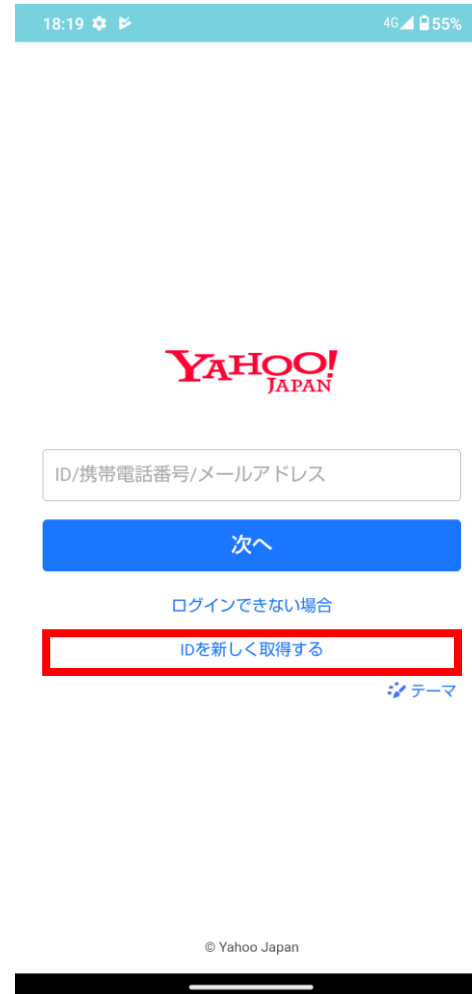 18:19 4G 55%
YAHOO!
JAPAN
ID/携帯電話番号/メールアドレス
次へ
ログインできない場合
IDを新しく取得する
テーマ
© Yahoo Japan